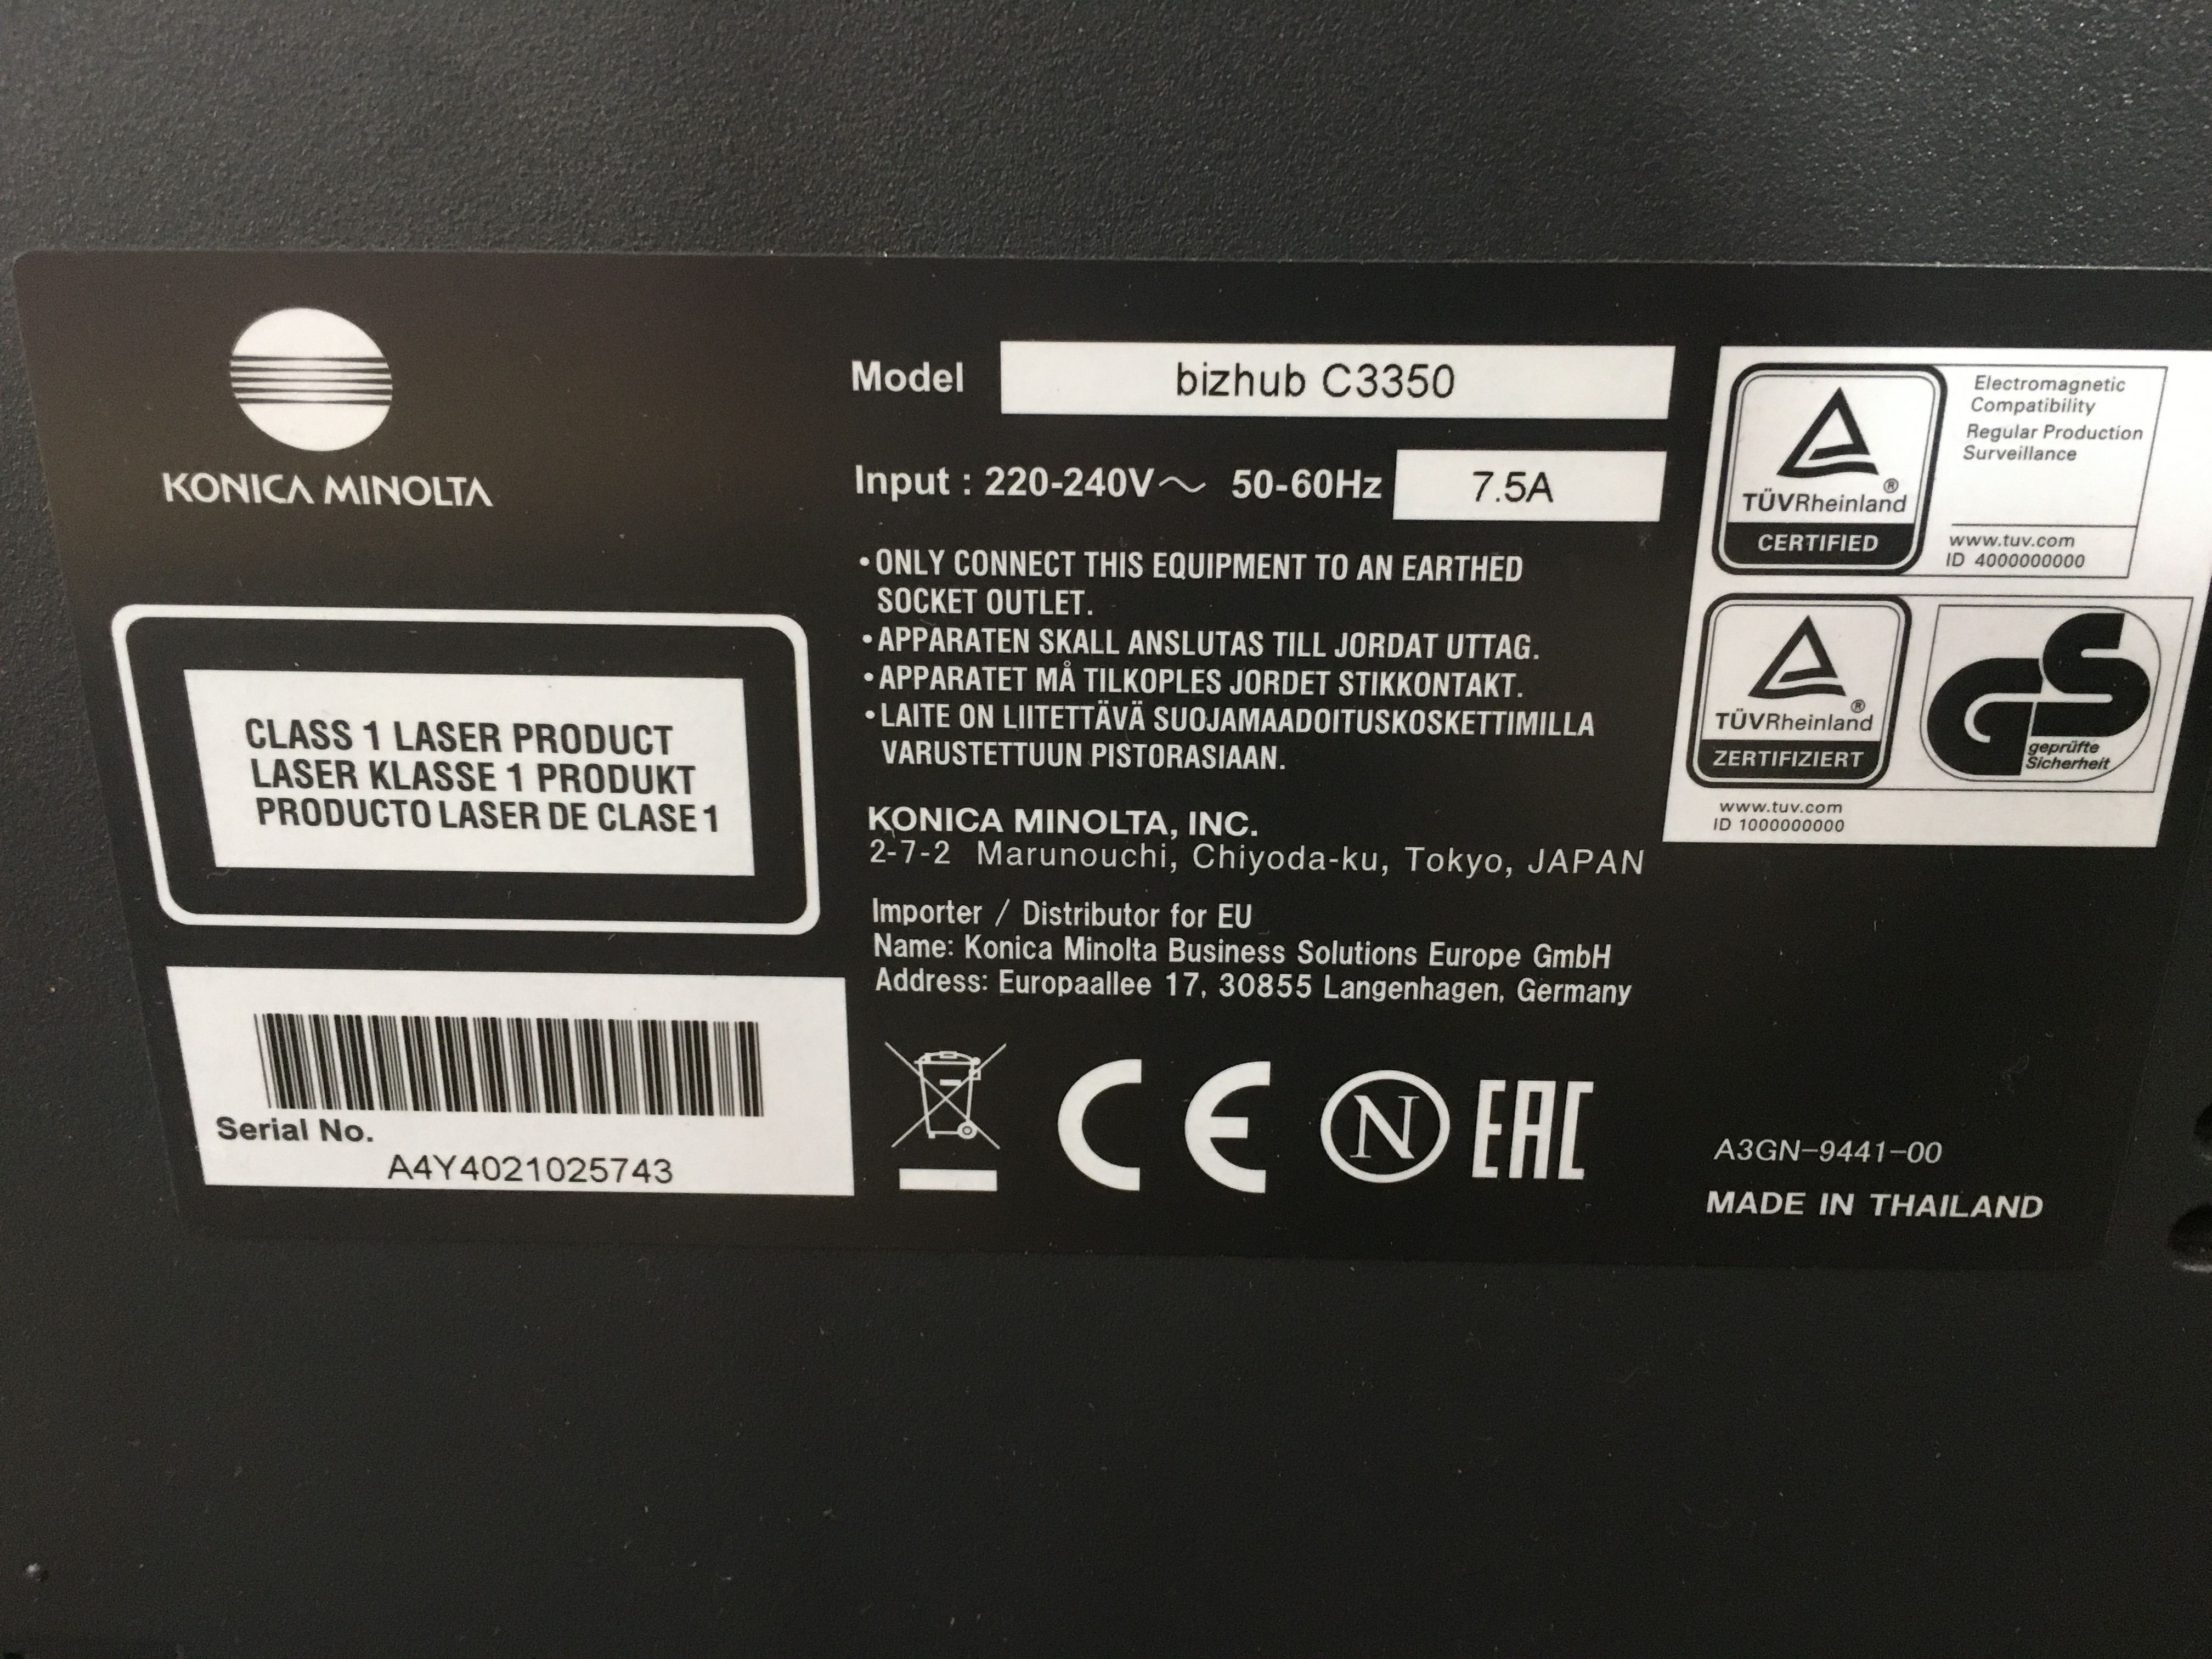 KONICA MINOLTA
CLASS 1 LASER PRODUCT
LASER KLASSE 1 PRODUKT
PRODUCTO LASER DE CLASE 1
Serial No.
A4Y4021025743
Model bizhub C3350
Input : 220-240V～ 50-60Hz 7.5A
•ONLY CONNECT THIS EQUIPMENT TO AN EARTHED
SOCKET OUTLET.
•APPARATEN SKALL ANSLUTAS TILL JORDAT UTTAG.
•APPARATET MÅ TILKOPLES JORDET STIKKONTAKT.
•LAITE ON LIITETTÄVÄ SUOJAMAADOITUSKOSKETTIMILLA
VARUSTETTUUN PISTORASIAAN.
KONICA MINOLTA, INC.
2-7-2 Marunouchi, Chiyoda-ku, Tokyo, JAPAN
Importer / Distributor for EU
Name: Konica Minolta Business Solutions Europe GmbH
Address: Europaallee 17, 30855 Langenhagen, Germany
CE N EAC
TÜVRheinland®
CERTIFIED
Electromagnetic
Compatibility
Regular Production
Surveillance
www.tuv.com
ID 4000000000
TÜVRheinland®
ZERTIFIZIERT
GS
geprüfte
Sicherheit
www.tuv.com
ID 1000000000
A3GN-9441-00
MADE IN THAILAND